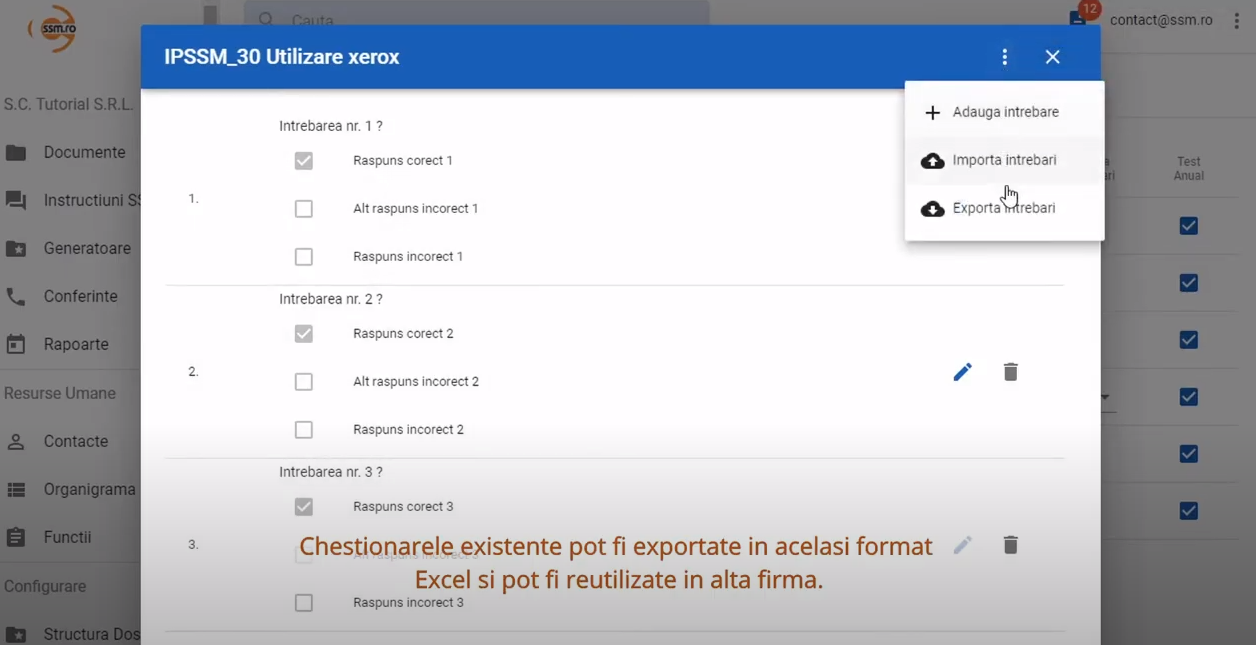 ssm.ro
Cauta
12
contact@ssm.ro
IPSSM_30 Utilizare xerox
S.C. Tutorial S.R.L.
Documente
Instructiuni
Generatoare
Conferinte
Rapoarte
Resurse Umane
Contacte
Organigrama
Functii
Configurare
Structura
Adauga intrebare
Importa intrebari
Exporta intrebari
Test
Anual
Intrebarea nr. 1 ?
1.
Raspuns corect 1
Alt raspuns incorect 1
Raspuns incorect 1
Intrebarea nr. 2 ?
2.
Raspuns corect 2
Alt raspuns incorect 2
Raspuns incorect 2
Intrebarea nr. 3 ?
3.
Raspuns corect 3
Alt raspuns incorect 3
Raspuns incorect 3
Chestionarele existente pot fi exportate in acelasi format
Excel si pot fi reutilizate in alta firma.